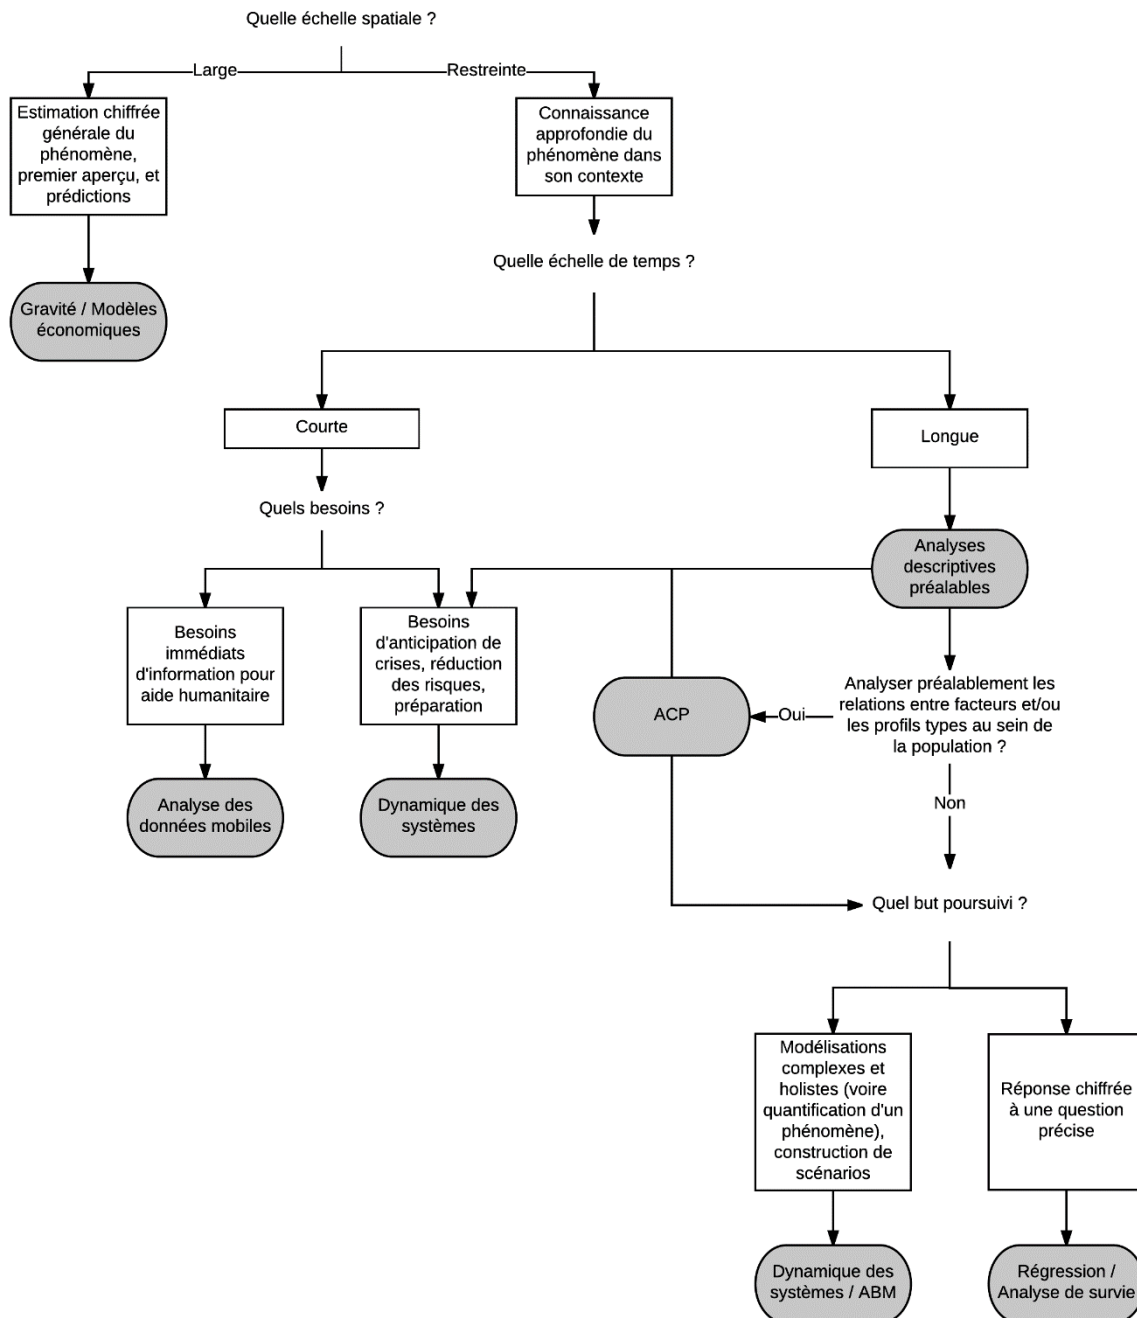 Quelle échelle spatiale ?
Large
Restreinte
Estimation chiffrée
générale du
phénomène,
premier aperçu, et
prédictions
Connaissance
approfondie du
phénomène dans
son contexte
Quelle échelle de temps ?
Gravité / Modèles
économiques
Courte
Longue
Quels besoins ?
Analyses
descriptives
préalables
Besoins
immédiats
d'information pour
aide humanitaire
Besoins
d'anticipation de
crises, réduction
des risques,
préparation
ACP
Oui
Analyser préalablement les
relations entre facteurs et/ou
les profils types au sein de
la population ?
Non
Analyse des
données mobiles
Dynamique des
systèmes
Quel but poursuivi ?
Modélisations
complexes et
holistes (voire
quantification d'un
phénomène),
construction de
scénarios
Réponse chiffrée
à une question
précise
Dynamique des
systèmes / ABM
Régression /
Analyse de survie